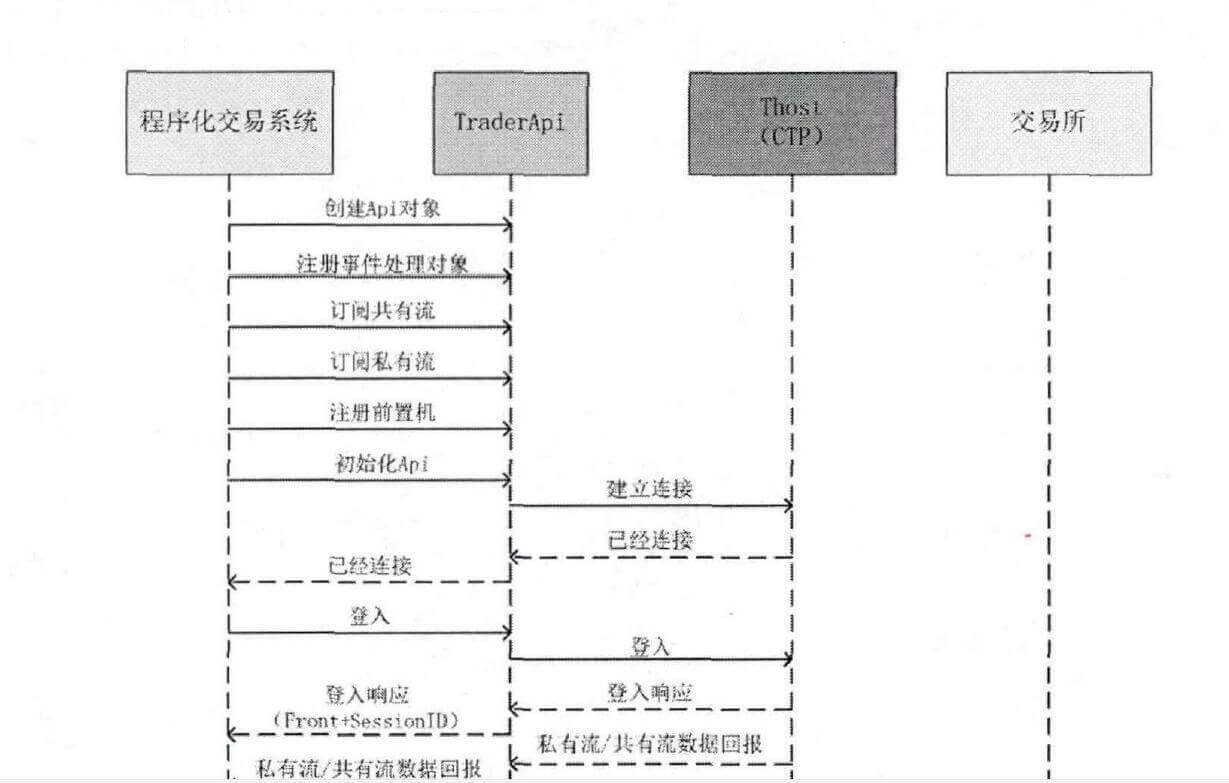 程序化交易系统
TraderApi
Thost
(CTP)
交易所
创建Api对象
注册事件处理对象
订阅共有流
订阅私有流
注册前置机
初始化Api
建立连接
已经连接
已经连接
登入
登入
登入响应
登入响应
(Front+SessionID)
私有流/共有流数据回报
私有流/共有流数据回报